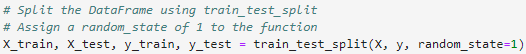 # Split the DataFrame using train_test_split
# Assign a random_state of 1 to the function
X_train, X_test, y_train, y_test = train_test_split(X, y, random_state=1)